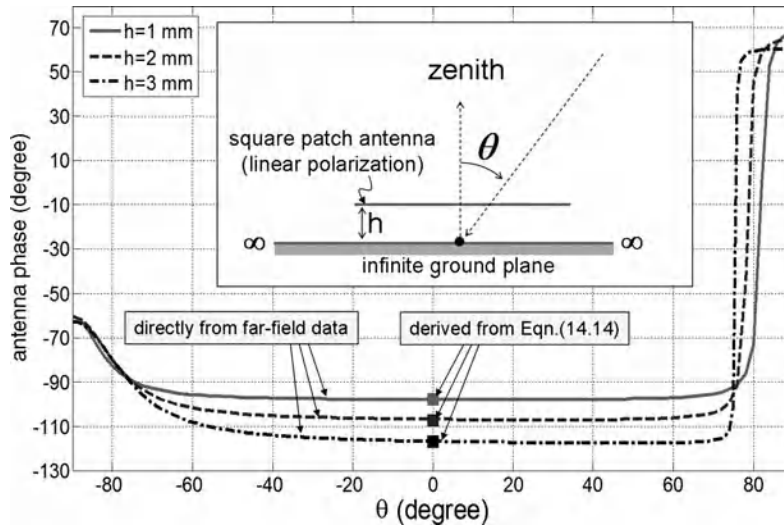 70
50
30
10
-10
-30
-50
-70
-90
-110
-130
antenna phase (degree)
h=1 mm
h=2 mm
h=3 mm
zenith
θ
square patch antenna
(linear polarization)
h
∞
∞
infinite ground plane
directly from far-field data
derived from Eqn.(14.14)
-80
-60
-40
-20
0
20
40
60
80
θ (degree)